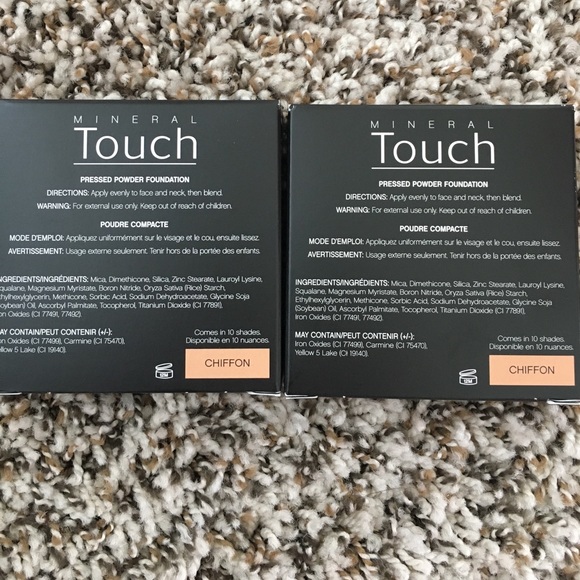 MINERAL
Touch
PRESSED POWDER FOUNDATION
DIRECTIONS: Apply evenly to face and neck, then blend.
WARNING: For external use only. Keep out of reach of children.
POUDRE COMPACTE
MODE D'EMPLOI: Appliquez uniformément sur le visage et le cou, ensuite lissez.
AVERTISSEMENT: Usage externe seulement. Tenir hors de la portée des enfants.
NGREDIENTS/INGRÉDIENTS: Mica, Dimethicone, Silica, Zinc Stearate, Lauroyl Lysine,
qualane, Magnesium Myristate, Boron Nitride, Oryza Sativa (Rice) Starch,
thylhexylglycerin, Methicone, Sorbic Acid, Sodium Dehydroacetate, Glycine Soja
Soybean) Oil, Ascorbyl Palmitate, Tocopherol, Titanium Dioxide (CI 77891),
ron Oxides (CI 77491, 77492).
MAY CONTAIN/PEUT CONTENIR (+/-):
ron Oxides (CI 77499), Carmine (CI 75470),
ellow 5 Lake (CI 19140).
Comes in 10 shades.
Disponible en 10 nuances.
12M
CHIFFON
MINERAL
Touch
PRESSED POWDER FOUNDATION
DIRECTIONS: Apply evenly to face and neck, then blend.
WARNING: For external use only. Keep out of reach of children.
POUDRE COMPACTE
MODE D'EMPLOI: Appliquez uniformément sur le visage et le cou, ensuite lissez.
AVERTISSEMENT: Usage externe seulement. Tenir hors de la portée des enfants.
INGREDIENTS/INGRÉDIENTS: Mica, Dimethicone, Silica, Zinc Stearate, Lauroyl Lysine,
Squalane, Magnesium Myristate, Boron Nitride, Oryza Sativa (Rice) Starch,
Ethylhexylglycerin, Methicone, Sorbic Acid, Sodium Dehydroacetate, Glycine Soja
(Soybean) Oil, Ascorbyl Palmitate, Tocopherol, Titanium Dioxide (CI 77891),
Iron Oxides (CI 77491, 77492).
MAY CONTAIN/PEUT CONTENIR (+/-):
Iron Oxides (CI 77499), Carmine (CI 75470),
Yellow 5 Lake (CI 19140).
Comes in 10 shades.
Disponible en 10 nuances.
12M
CHIFFON